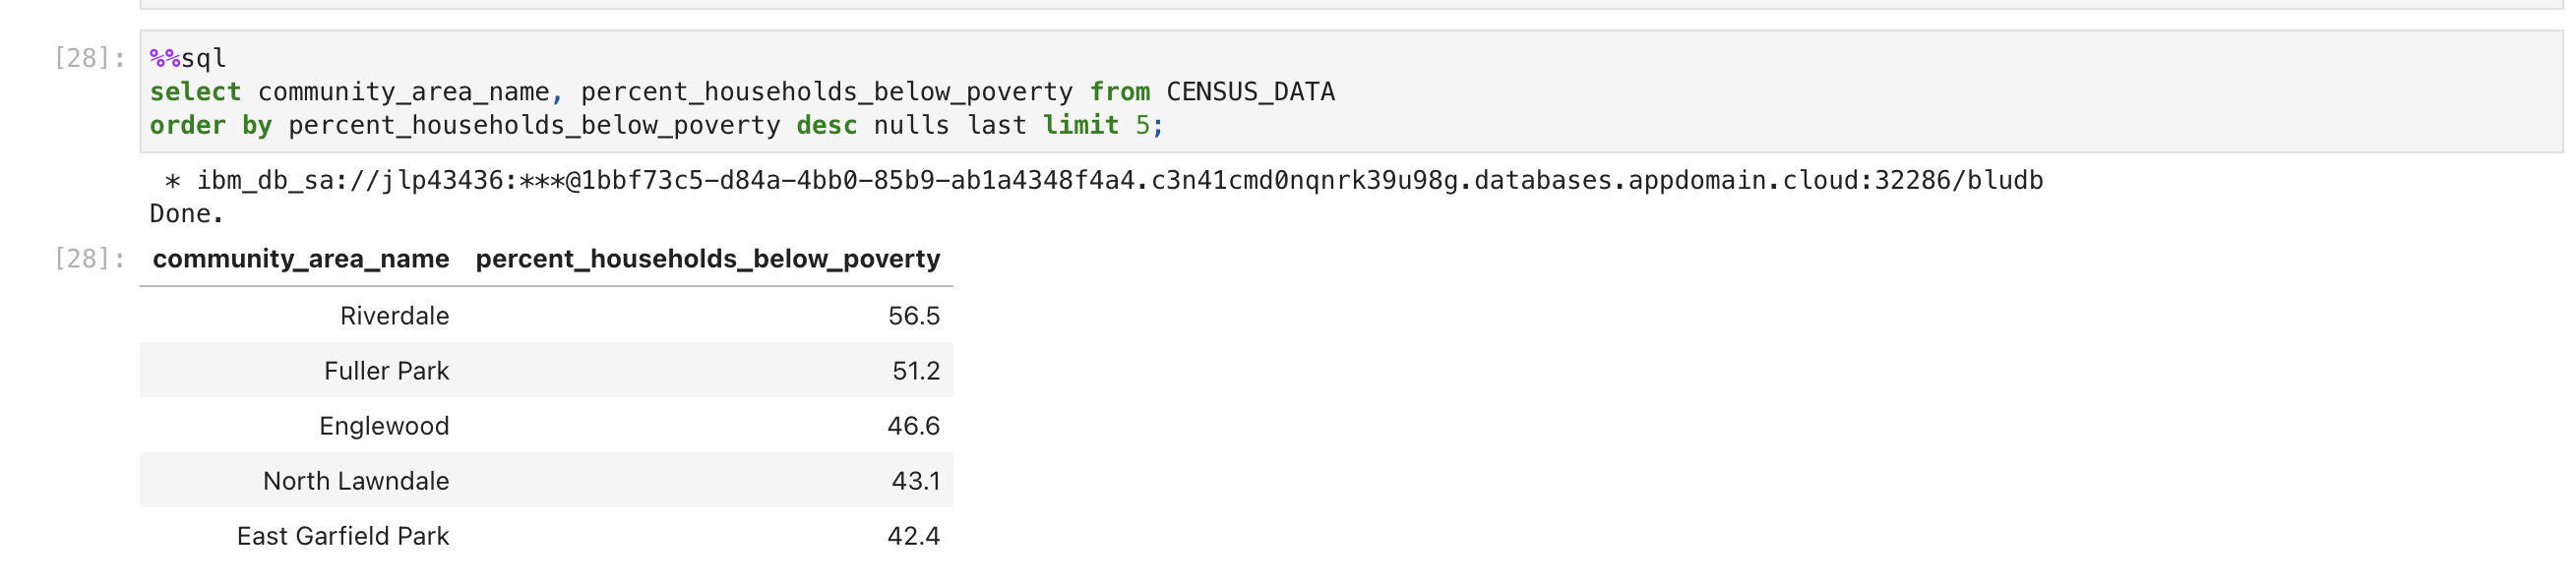 [28]: %%sql
select community_area_name, percent_households_below_poverty from CENSUS_DATA
order by percent_households_below_poverty desc nulls last limit 5;
* ibm_db_sa://jlp43436:***@1bbf73c5-d84a-4bb0-85b9-ab1a4348f4a4.c3n41cmd0nqnrk39u98g.databases.appdomain.cloud:32286/bludb
Done.
[28]: community_area_name percent_households_below_poverty
Riverdale 56.5
Fuller Park 51.2
Englewood 46.6
North Lawndale 43.1
East Garfield Park 42.4